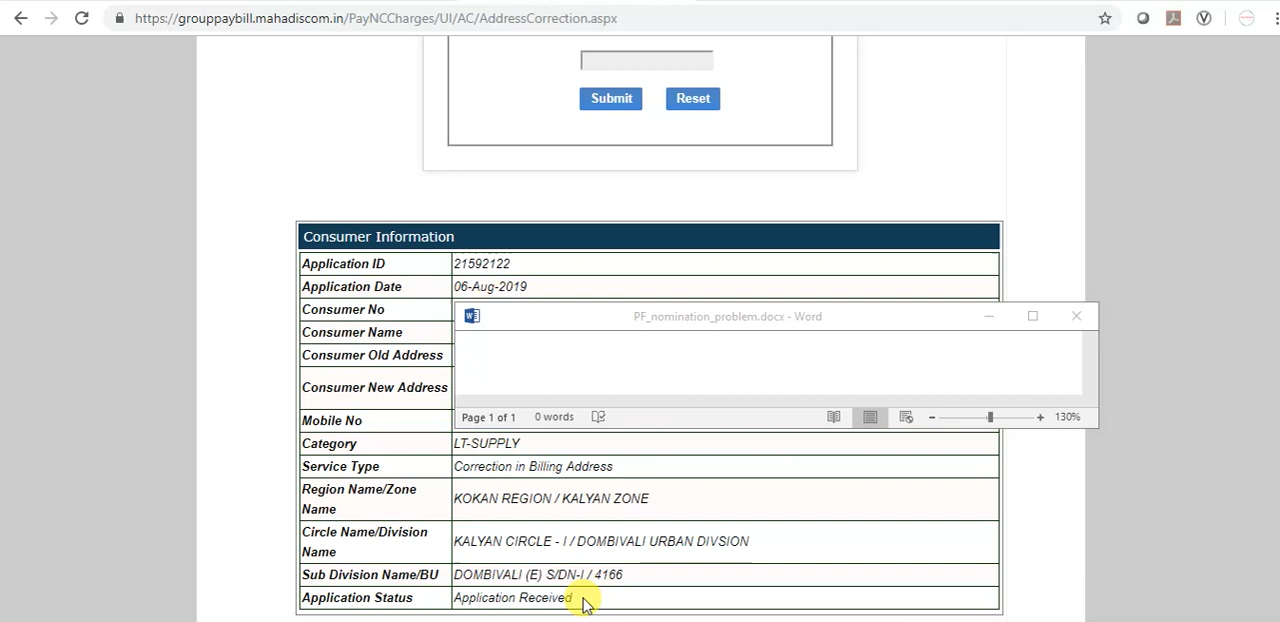 https://grouppaybill.mahadiscom.in/PayNCCharges/UI/AC/AddressCorrection.aspx
Submit Reset
Consumer Information
Application ID 21592122
Application Date 06-Aug-2019
Consumer No
PF_nomination_problem.docx - Word
Consumer Name
Consumer Old Address
Consumer New Address
Page 1 of 1 0 words 130%
Mobile No
Category LT-SUPPLY
Service Type Correction in Billing Address
Region Name/Zone
Name
KOKAN REGION / KALYAN ZONE
Circle Name/Division
Name
KALYAN CIRCLE - I / DOMBIVALI URBAN DIVSION
Sub Division Name/BU DOMBIVALI (E) S/DN-I / 4166
Application Status Application Received